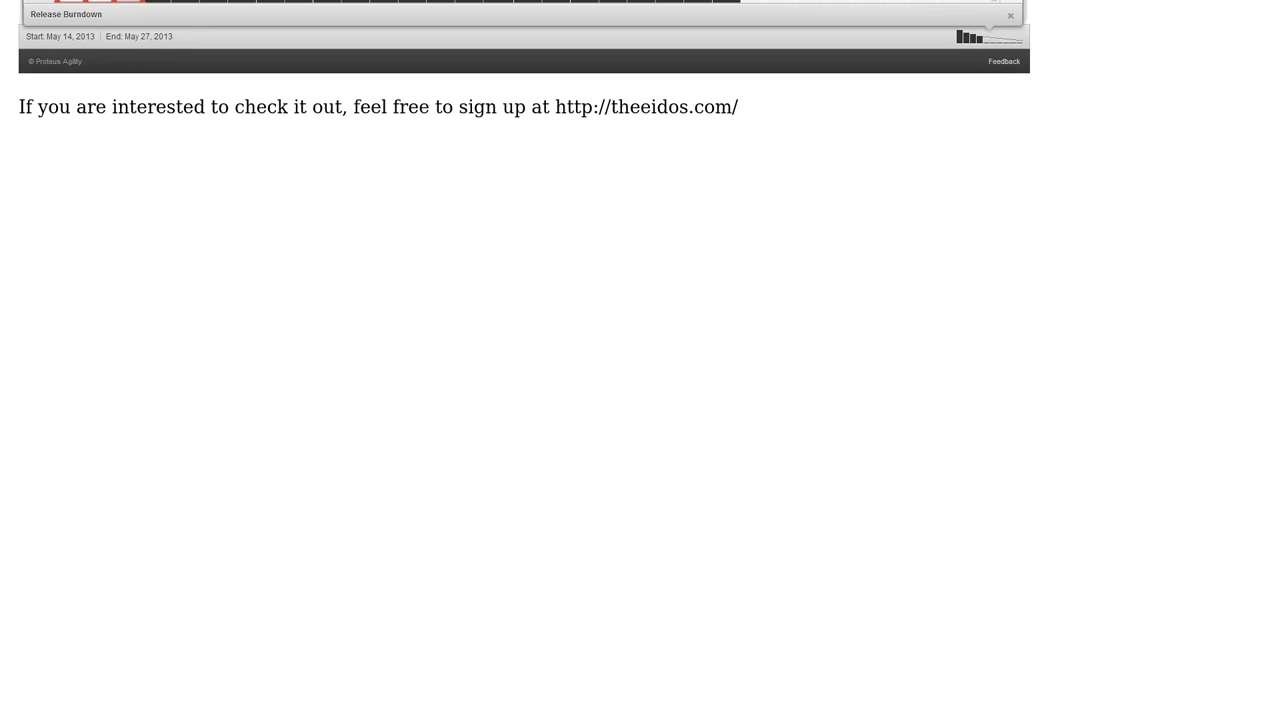 Release Burndown
Start: May 14, 2013 End: May 27, 2013
© Proteus Agility Feedback
If you are interested to check it out, feel free to sign up at http://theeidos.com/